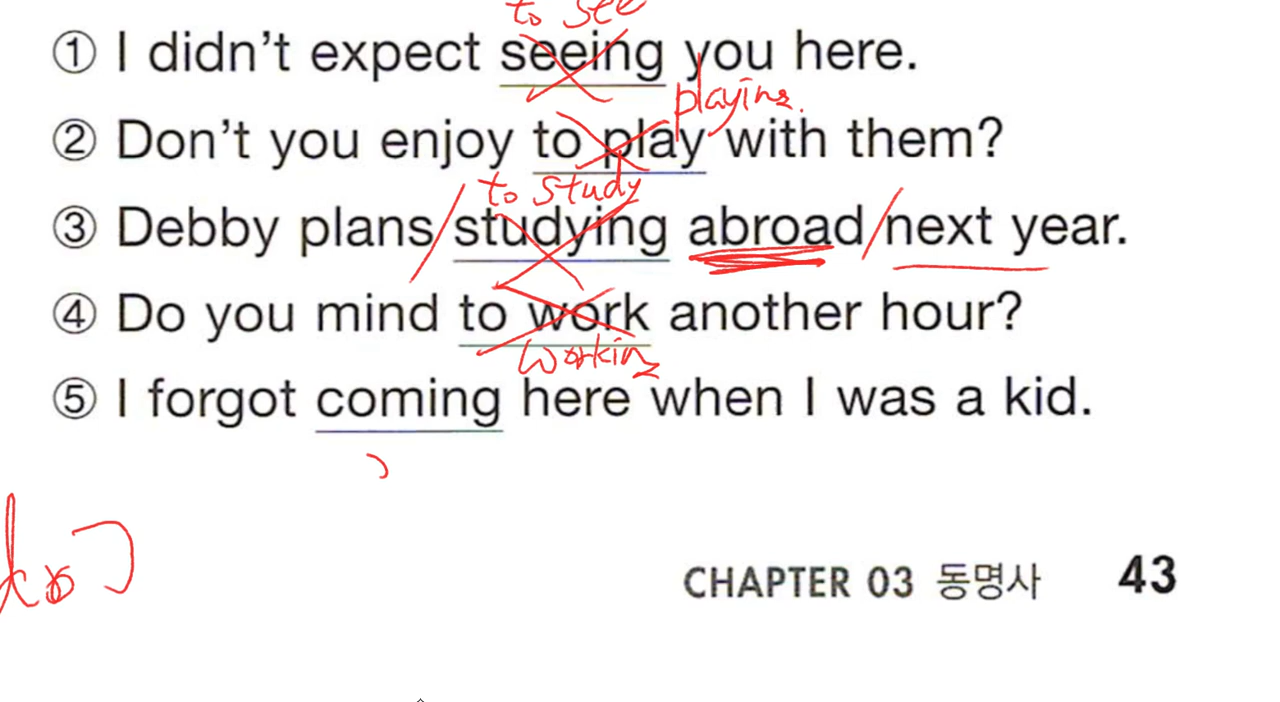 to see
① I didn't expect seeing you here.
playing.
② Don't you enjoy to play with them?
to study
③ Debby plans/studying abroad/next year.
④ Do you mind to work another hour?
working
⑤ I forgot coming here when I was a kid.
CHAPTER 03 동명사 43